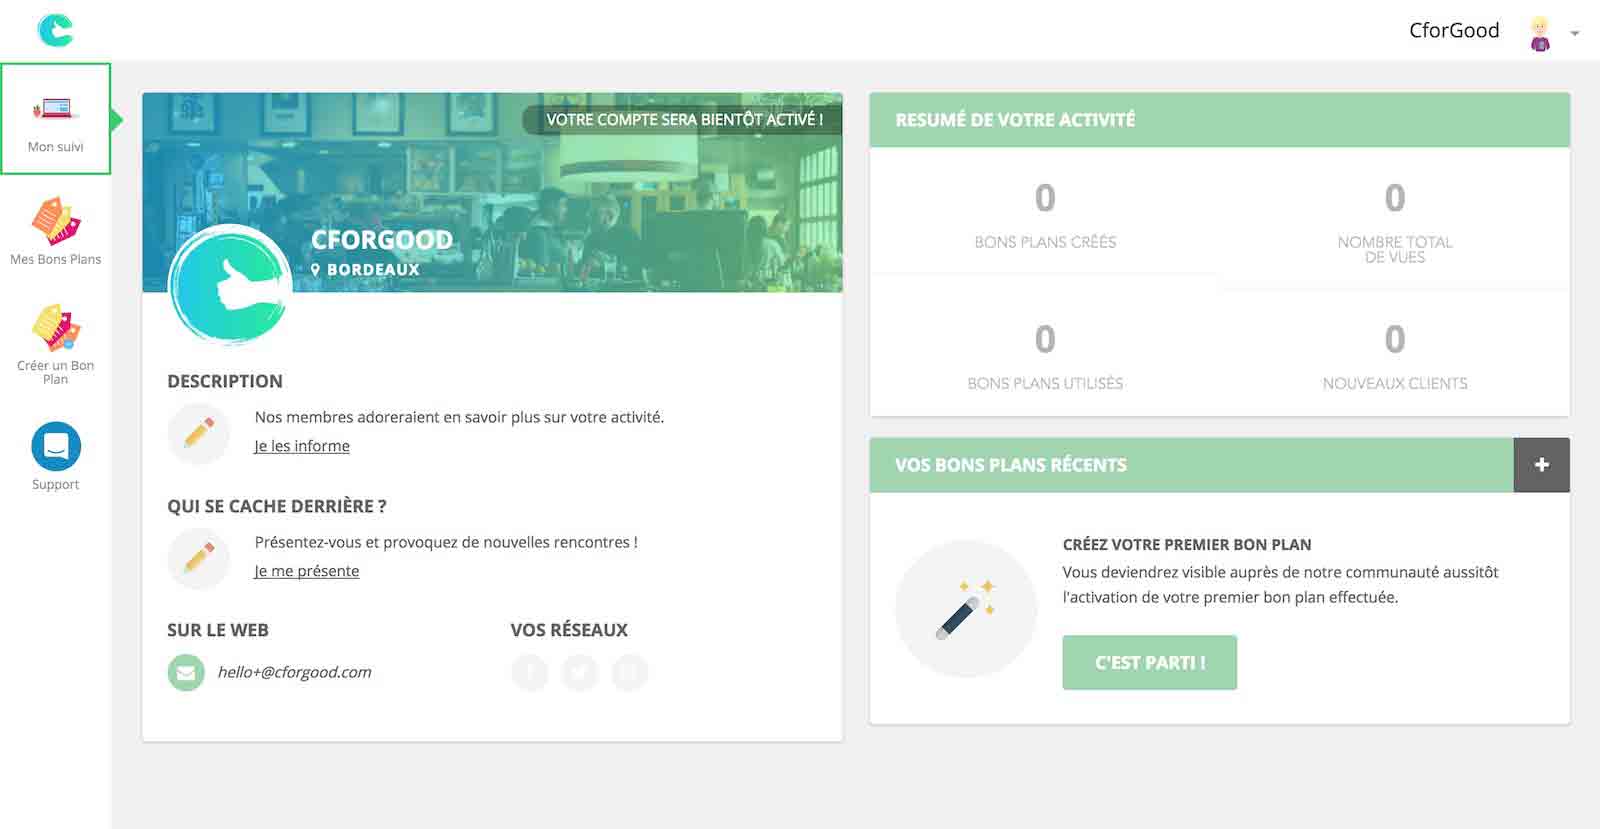 CforGood
Mon suivi
Mes Bons Plans
Créer un Bon
Plan
Support
VOTRE COMPTE SERA BIENTÔT ACTIVÉ !
CFORGOOD
BORDEAUX
DESCRIPTION
Nos membres adoreraient en savoir plus sur votre activité.
Je les informe
QUI SE CACHE DERRIÈRE ?
Présentez-vous et provoquez de nouvelles rencontres !
Je me présente
SUR LE WEB
hello+@cforgood.com
VOS RÉSEAUX
RESUMÉ DE VOTRE ACTIVITÉ
0
BONS PLANS CRÉÉS
0
NOMBRE TOTAL
DE VUES
0
BONS PLANS UTILISÉS
0
NOUVEAUX CLIENTS
VOS BONS PLANS RÉCENTS
+
CRÉEZ VOTRE PREMIER BON PLAN
Vous deviendrez visible auprès de notre communauté aussitôt
l'activation de votre premier bon plan effectuée.
C'EST PARTI !